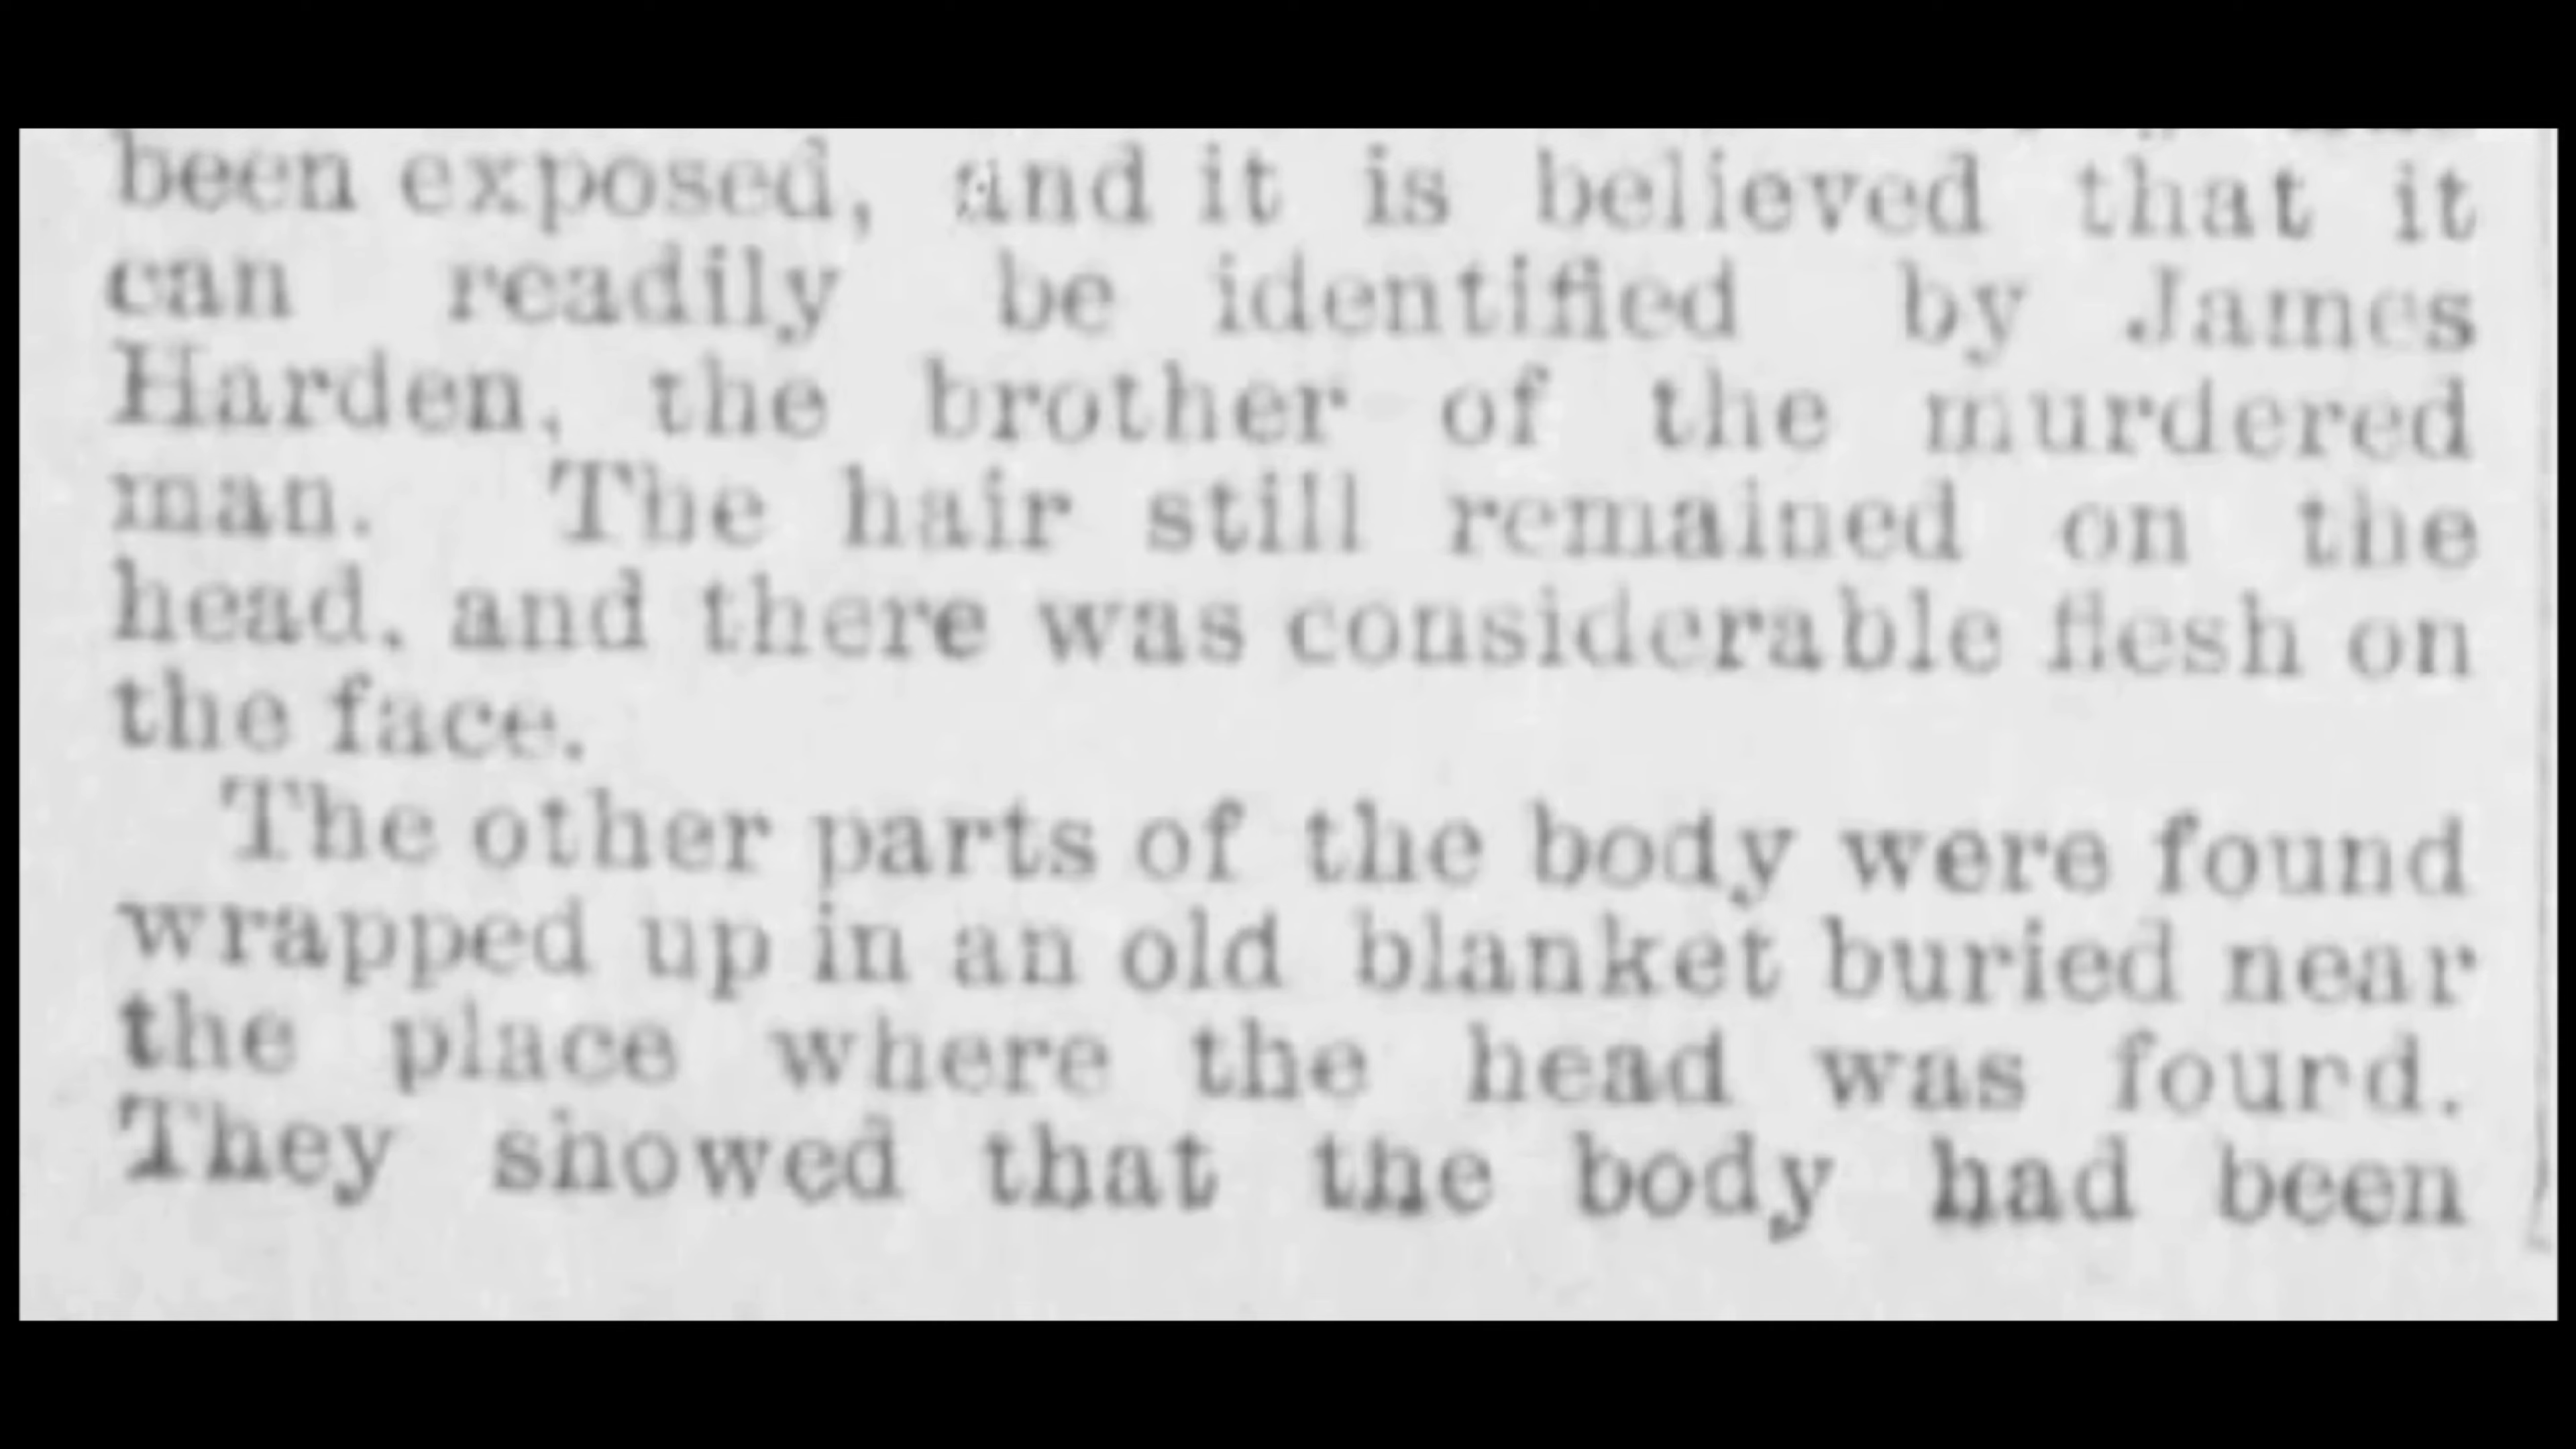 been exposed, and it is believed that it
can readily be identified by James
Harden, the brother of the murdered
man. The hair still remained on the
head, and there was considerable flesh on
the face.
The other parts of the body were found
wrapped up in an old blanket buried near
the place where the head was found.
They showed that the body had been